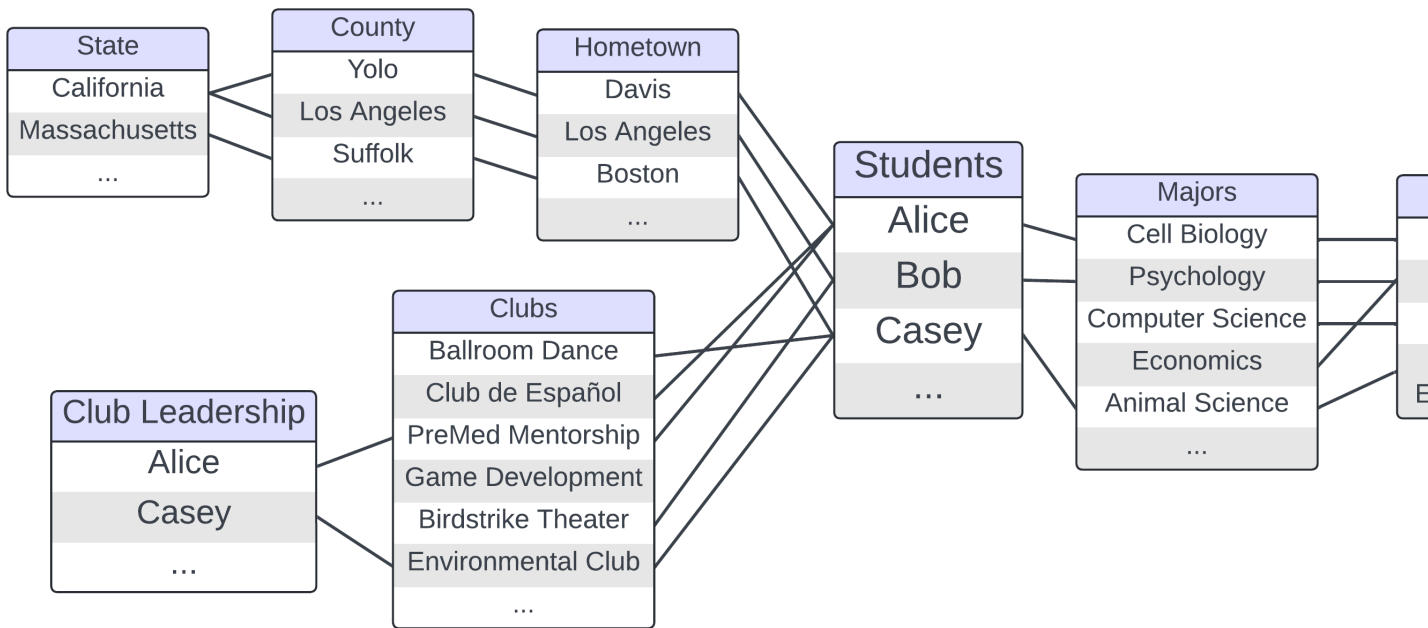 State
California
Massachusetts
...
County
Yolo
Los Angeles
Suffolk
...
Hometown
Davis
Los Angeles
Boston
...
Club Leadership
Alice
Casey
...
Clubs
Ballroom Dance
Club de Español
PreMed Mentorship
Game Development
Birdstrike Theater
Environmental Club
...
Students
Alice
Bob
Casey
...
Majors
Cell Biology
Psychology
Computer Science
Economics
Animal Science
...